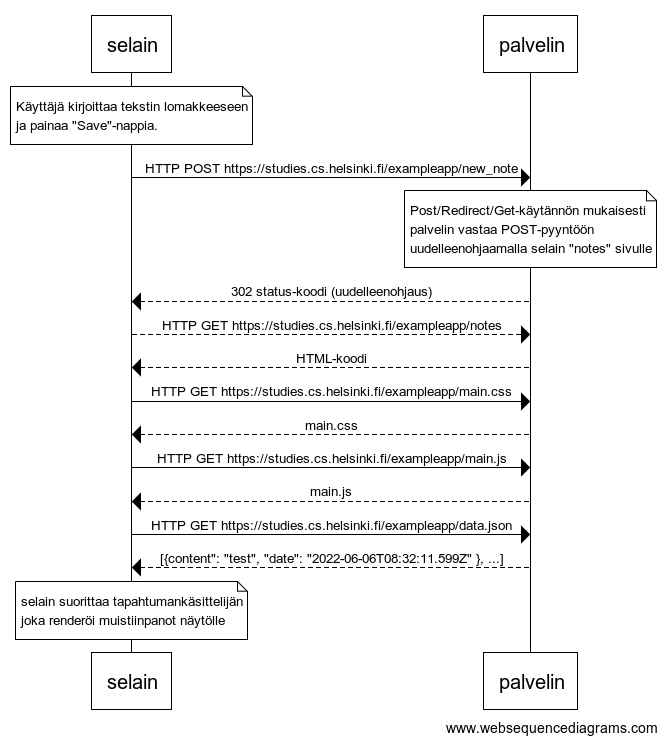 selain
palvelin
Käyttäjä kirjoittaa tekstin lomakkeeseen
ja painaa "Save"-nappia.
HTTP POST https://studies.cs.helsinki.fi/exampleapp/new_note
Post/Redirect/Get-käytännön mukaisesti
palvelin vastaa POST-pyyntöön
uudelleenohjaamalla selain "notes" sivulle
302 status-koodi (uudelleenohjaus)
HTTP GET https://studies.cs.helsinki.fi/exampleapp/notes
HTML-koodi
HTTP GET https://studies.cs.helsinki.fi/exampleapp/main.css
main.css
HTTP GET https://studies.cs.helsinki.fi/exampleapp/main.js
main.js
HTTP GET https://studies.cs.helsinki.fi/exampleapp/data.json
[{content": "test", "date": "2022-06-06T08:32:11.599Z" }, ...]
selain suorittaa tapahtumankäsittelijän
joka renderöi muistiinpanot näytölle
selain
palvelin
www.websequencediagrams.com